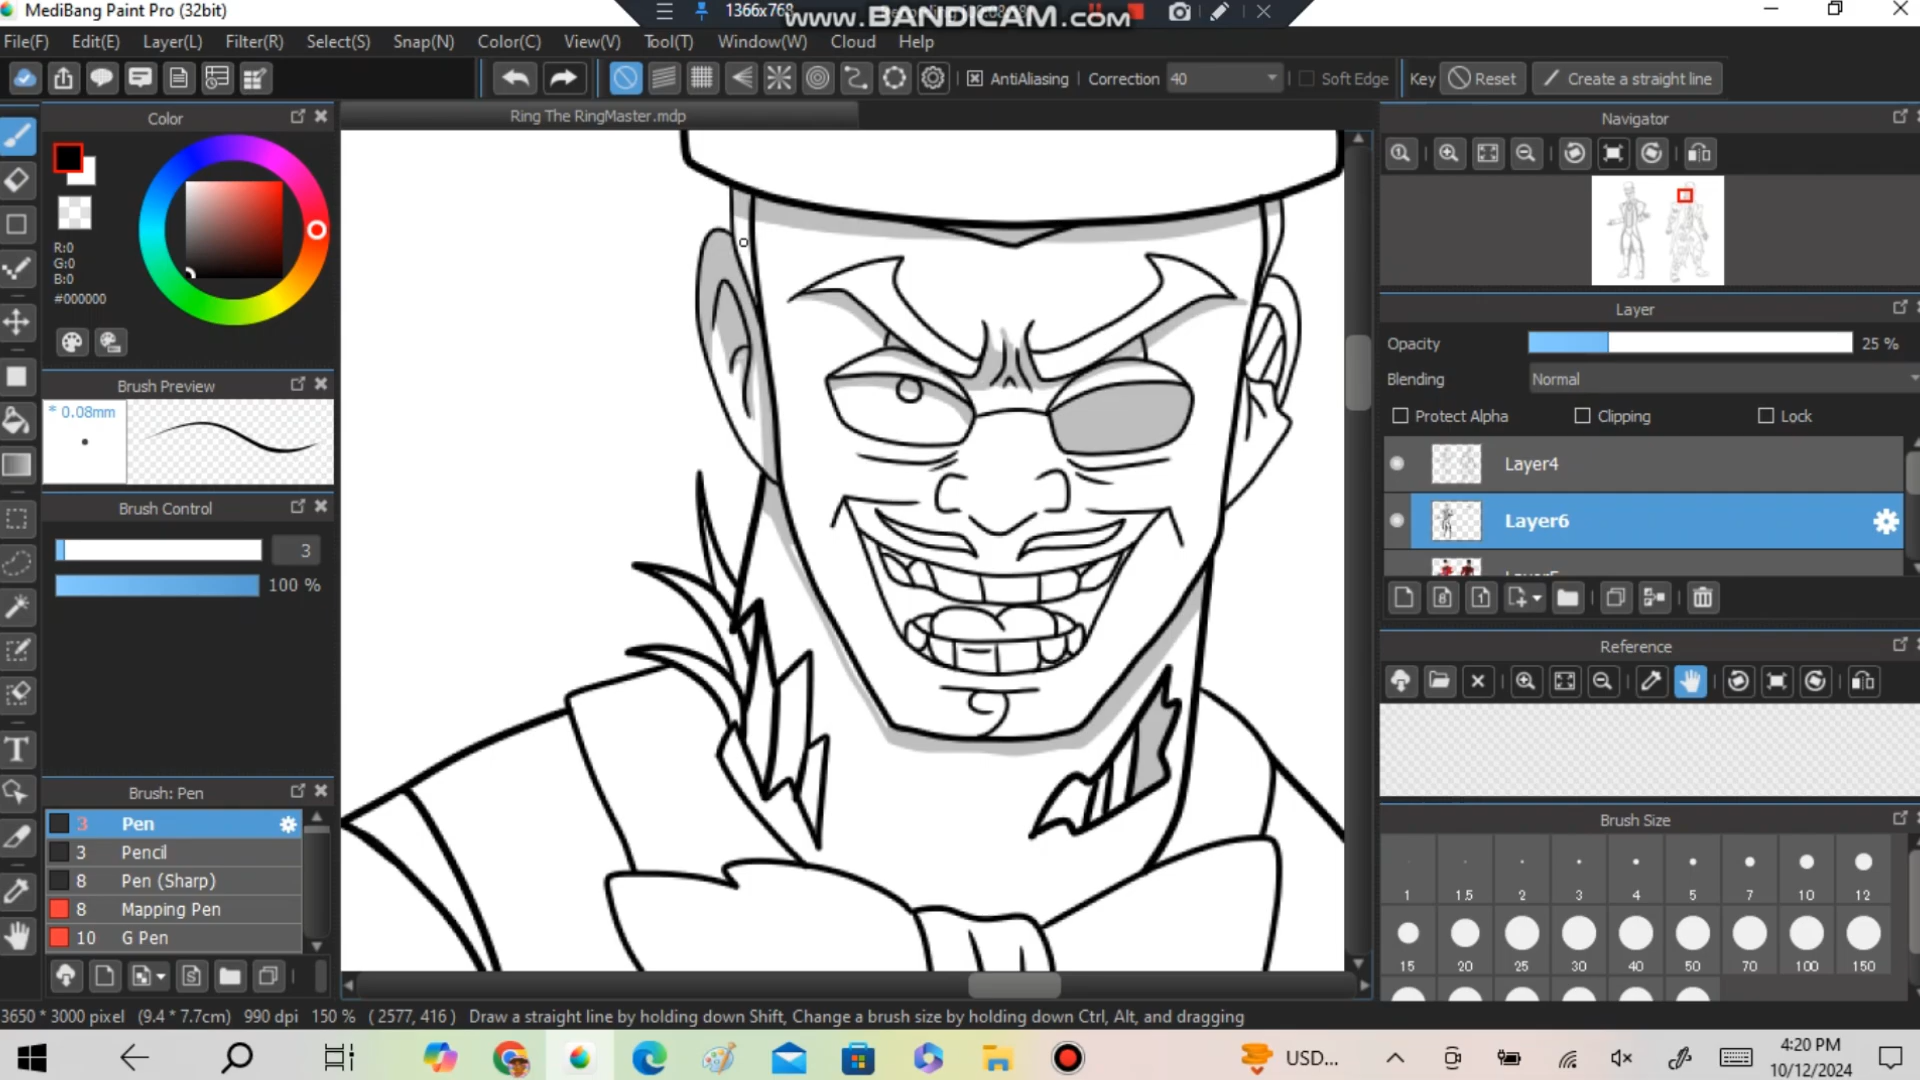 MediBang Paint Pro (32bit)
1366x768
www.BANDICAM.com
File(F) Edit(E) Layer(L) Filter(R) Select(S) Snap(N) Color(C) View(V) Tool(T) Window(W) Cloud Help
AntiAliasing Correction 40 Soft Edge Key Reset Create a straight line
Color
Ring The RingMaster.mdp
Navigator
R:0
G:0
B:0
#000000
Layer
Opacity 25 %
Blending Normal
Protect Alpha Clipping Lock
Brush Preview
* 0.08mm
Layer4
Layer6
Brush Control
3
100 %
Reference
Brush: Pen
3 Pen
3 Pencil
8 Pen (Sharp)
8 Mapping Pen
10 G Pen
Brush Size
1 1.5 2 3 4 5 7 10 12
15 20 25 30 40 50 70 100 150
3650 * 3000 pixel (9.4 * 7.7cm) 990 dpi 150 % ( 2577, 416 ) Draw a straight line by holding down Shift, Change a brush size by holding down Ctrl, Alt, and dragging
USD...
4:20 PM
10/12/2024